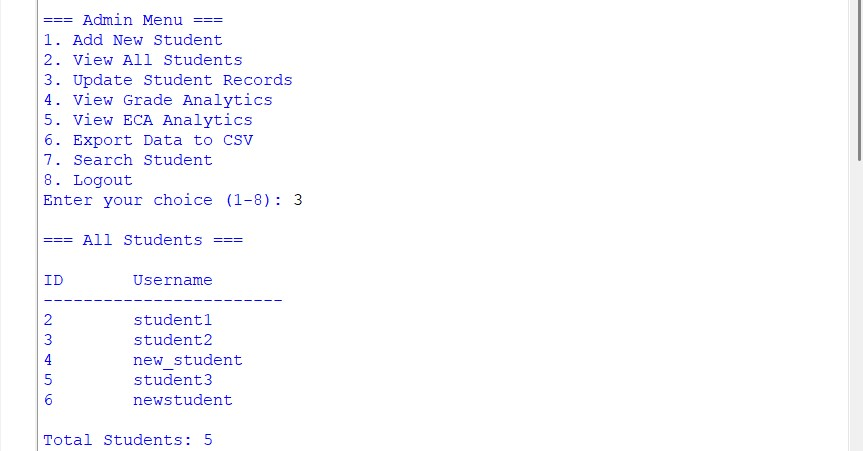 === Admin Menu ===
1. Add New Student
2. View All Students
3. Update Student Records
4. View Grade Analytics
5. View ECA Analytics
6. Export Data to CSV
7. Search Student
8. Logout
Enter your choice (1-8): 3
=== All Students ===
ID Username
------------------------
2 student1
3 student2
4 new_student
5 student3
6 newstudent
Total Students: 5